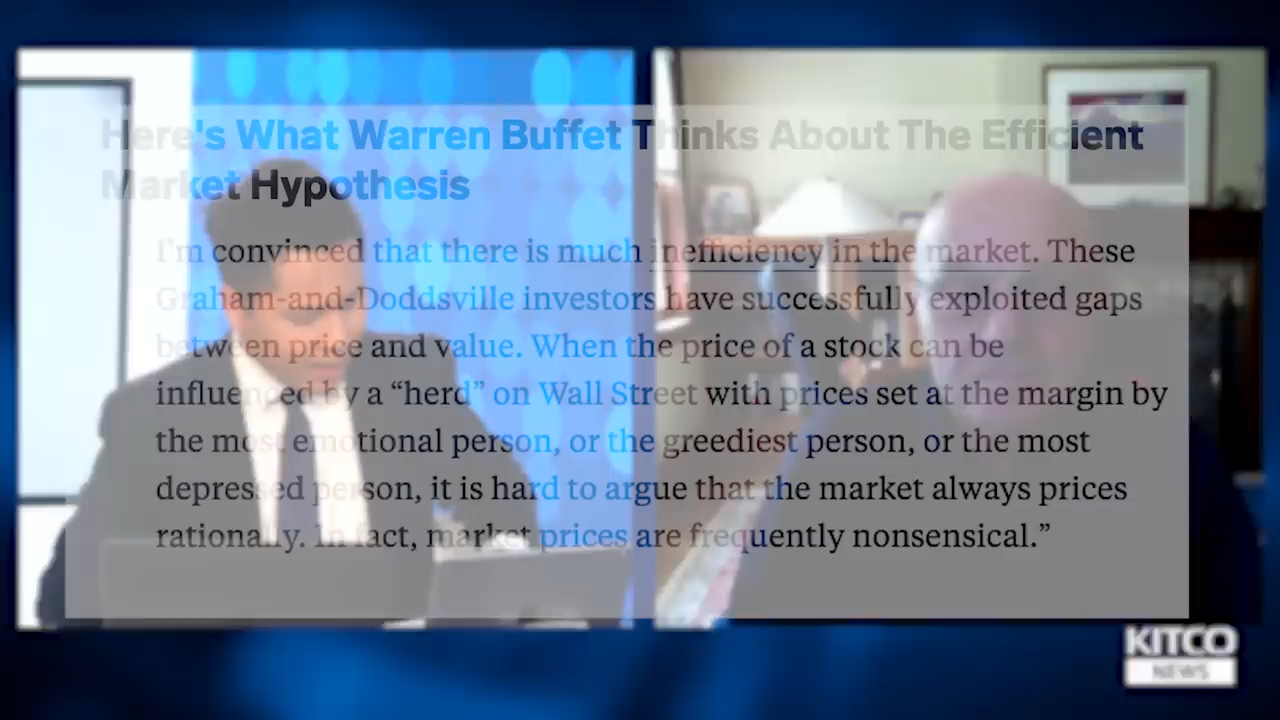 Here's What Warren Buffet Thinks About The Efficient
Market Hypothesis
I'm convinced that there is much inefficiency in the market. These
Graham-and-Doddsville investors have successfully exploited gaps
between price and value. When the price of a stock can be
influenced by a “herd” on Wall Street with prices set at the margin by
the most emotional person, or the greediest person, or the most
depressed person, it is hard to argue that the market always prices
rationally. In fact, market prices are frequently nonsensical.”
KITCO
NEWS